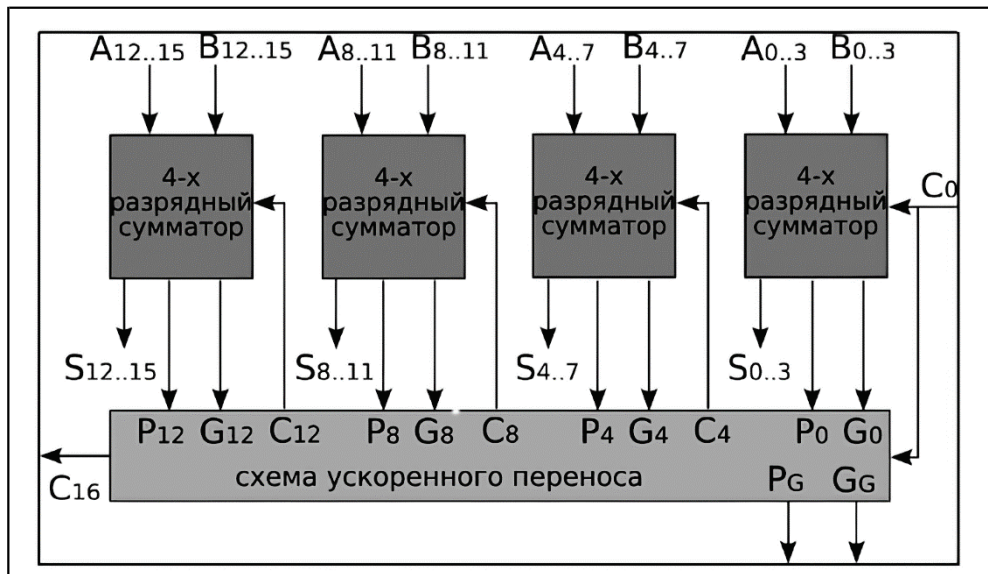 A12..15 B12..15 A8..11 B8..11 A4..7 B4..7 A0..3 B0..3
4-х разрядный сумматор
4-х разрядный сумматор
4-х разрядный сумматор
4-х разрядный сумматор
C0
S12..15 S8..11 S4..7 S0..3
P12 G12 C12 P8 G8 C8 P4 G4 C4 P0 G0
схема ускоренного переноса
PG GG
C16